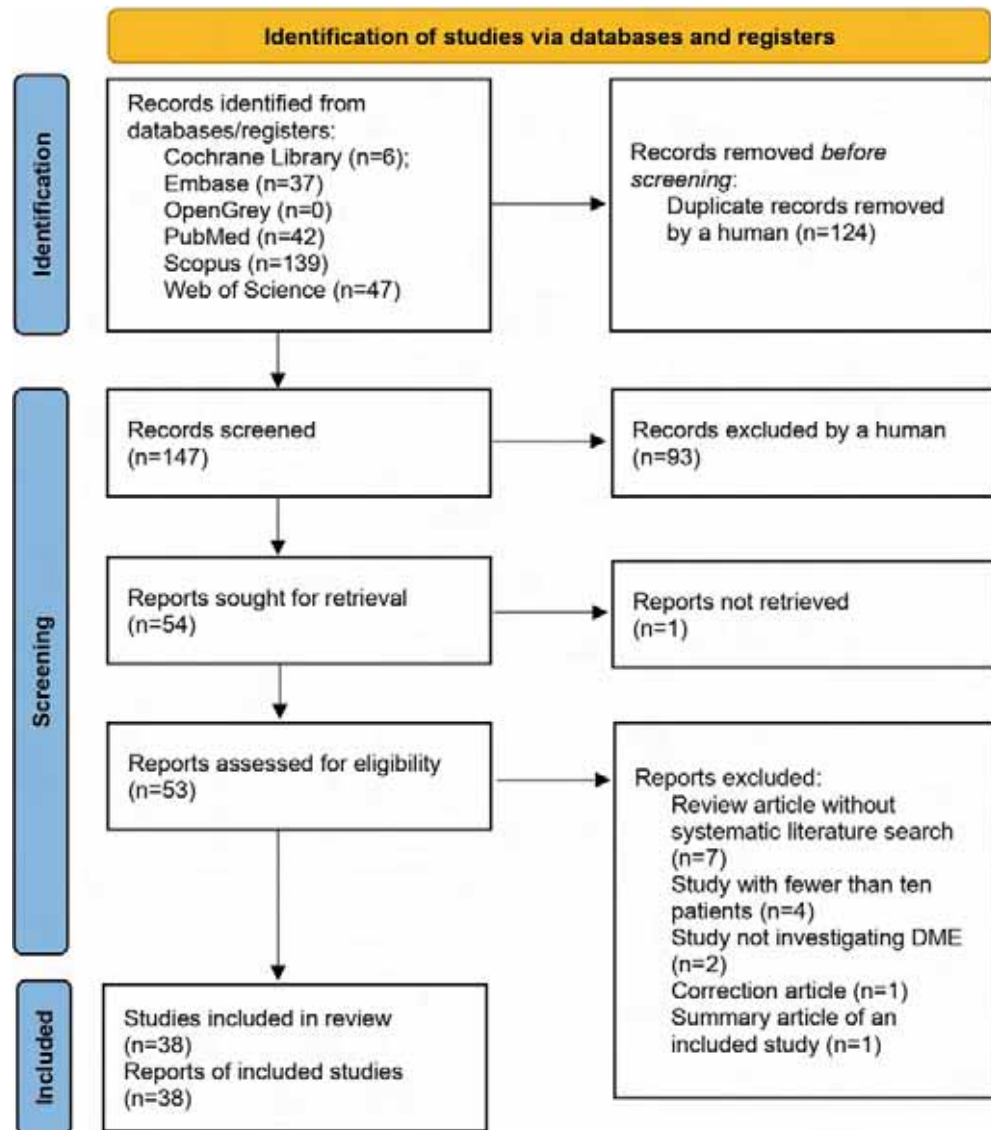 Identification of studies via databases and registers
Identification
Records identified from
databases/registers:
Cochrane Library (n=6);
Embase (n=37)
OpenGrey (n=0)
PubMed (n=42)
Scopus (n=139)
Web of Science (n=47)
Records removed before
screening:
Duplicate records removed
by a human (n=124)
Screening
Records screened
(n=147)
Records excluded by a human
(n=93)
Reports sought for retrieval
(n=54)
Reports not retrieved
(n=1)
Reports assessed for eligibility
(n=53)
Reports excluded:
Review article without
systematic literature search
(n=7)
Study with fewer than ten
patients (n=4)
Study not investigating DME
(n=2)
Correction article (n=1)
Summary article of an
included study (n=1)
Included
Studies included in review
(n=38)
Reports of included studies
(n=38)